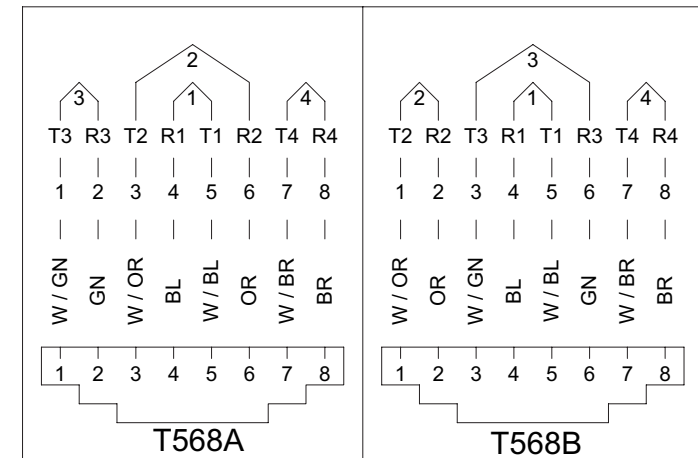 2 3
3 1 4 2 1 4
T3 R3 T2 R1 T1 R2 T4 R4 T2 R2 T3 R1 T1 R3 T4 R4
1 2 3 4 5 6 7 8 1 2 3 4 5 6 7 8
W / GN GN W / OR BL W / BL OR W / BR BR W / OR OR W / GN BL W / BL GN W / BR BR
1 2 3 4 5 6 7 8 1 2 3 4 5 6 7 8
T568A T568B